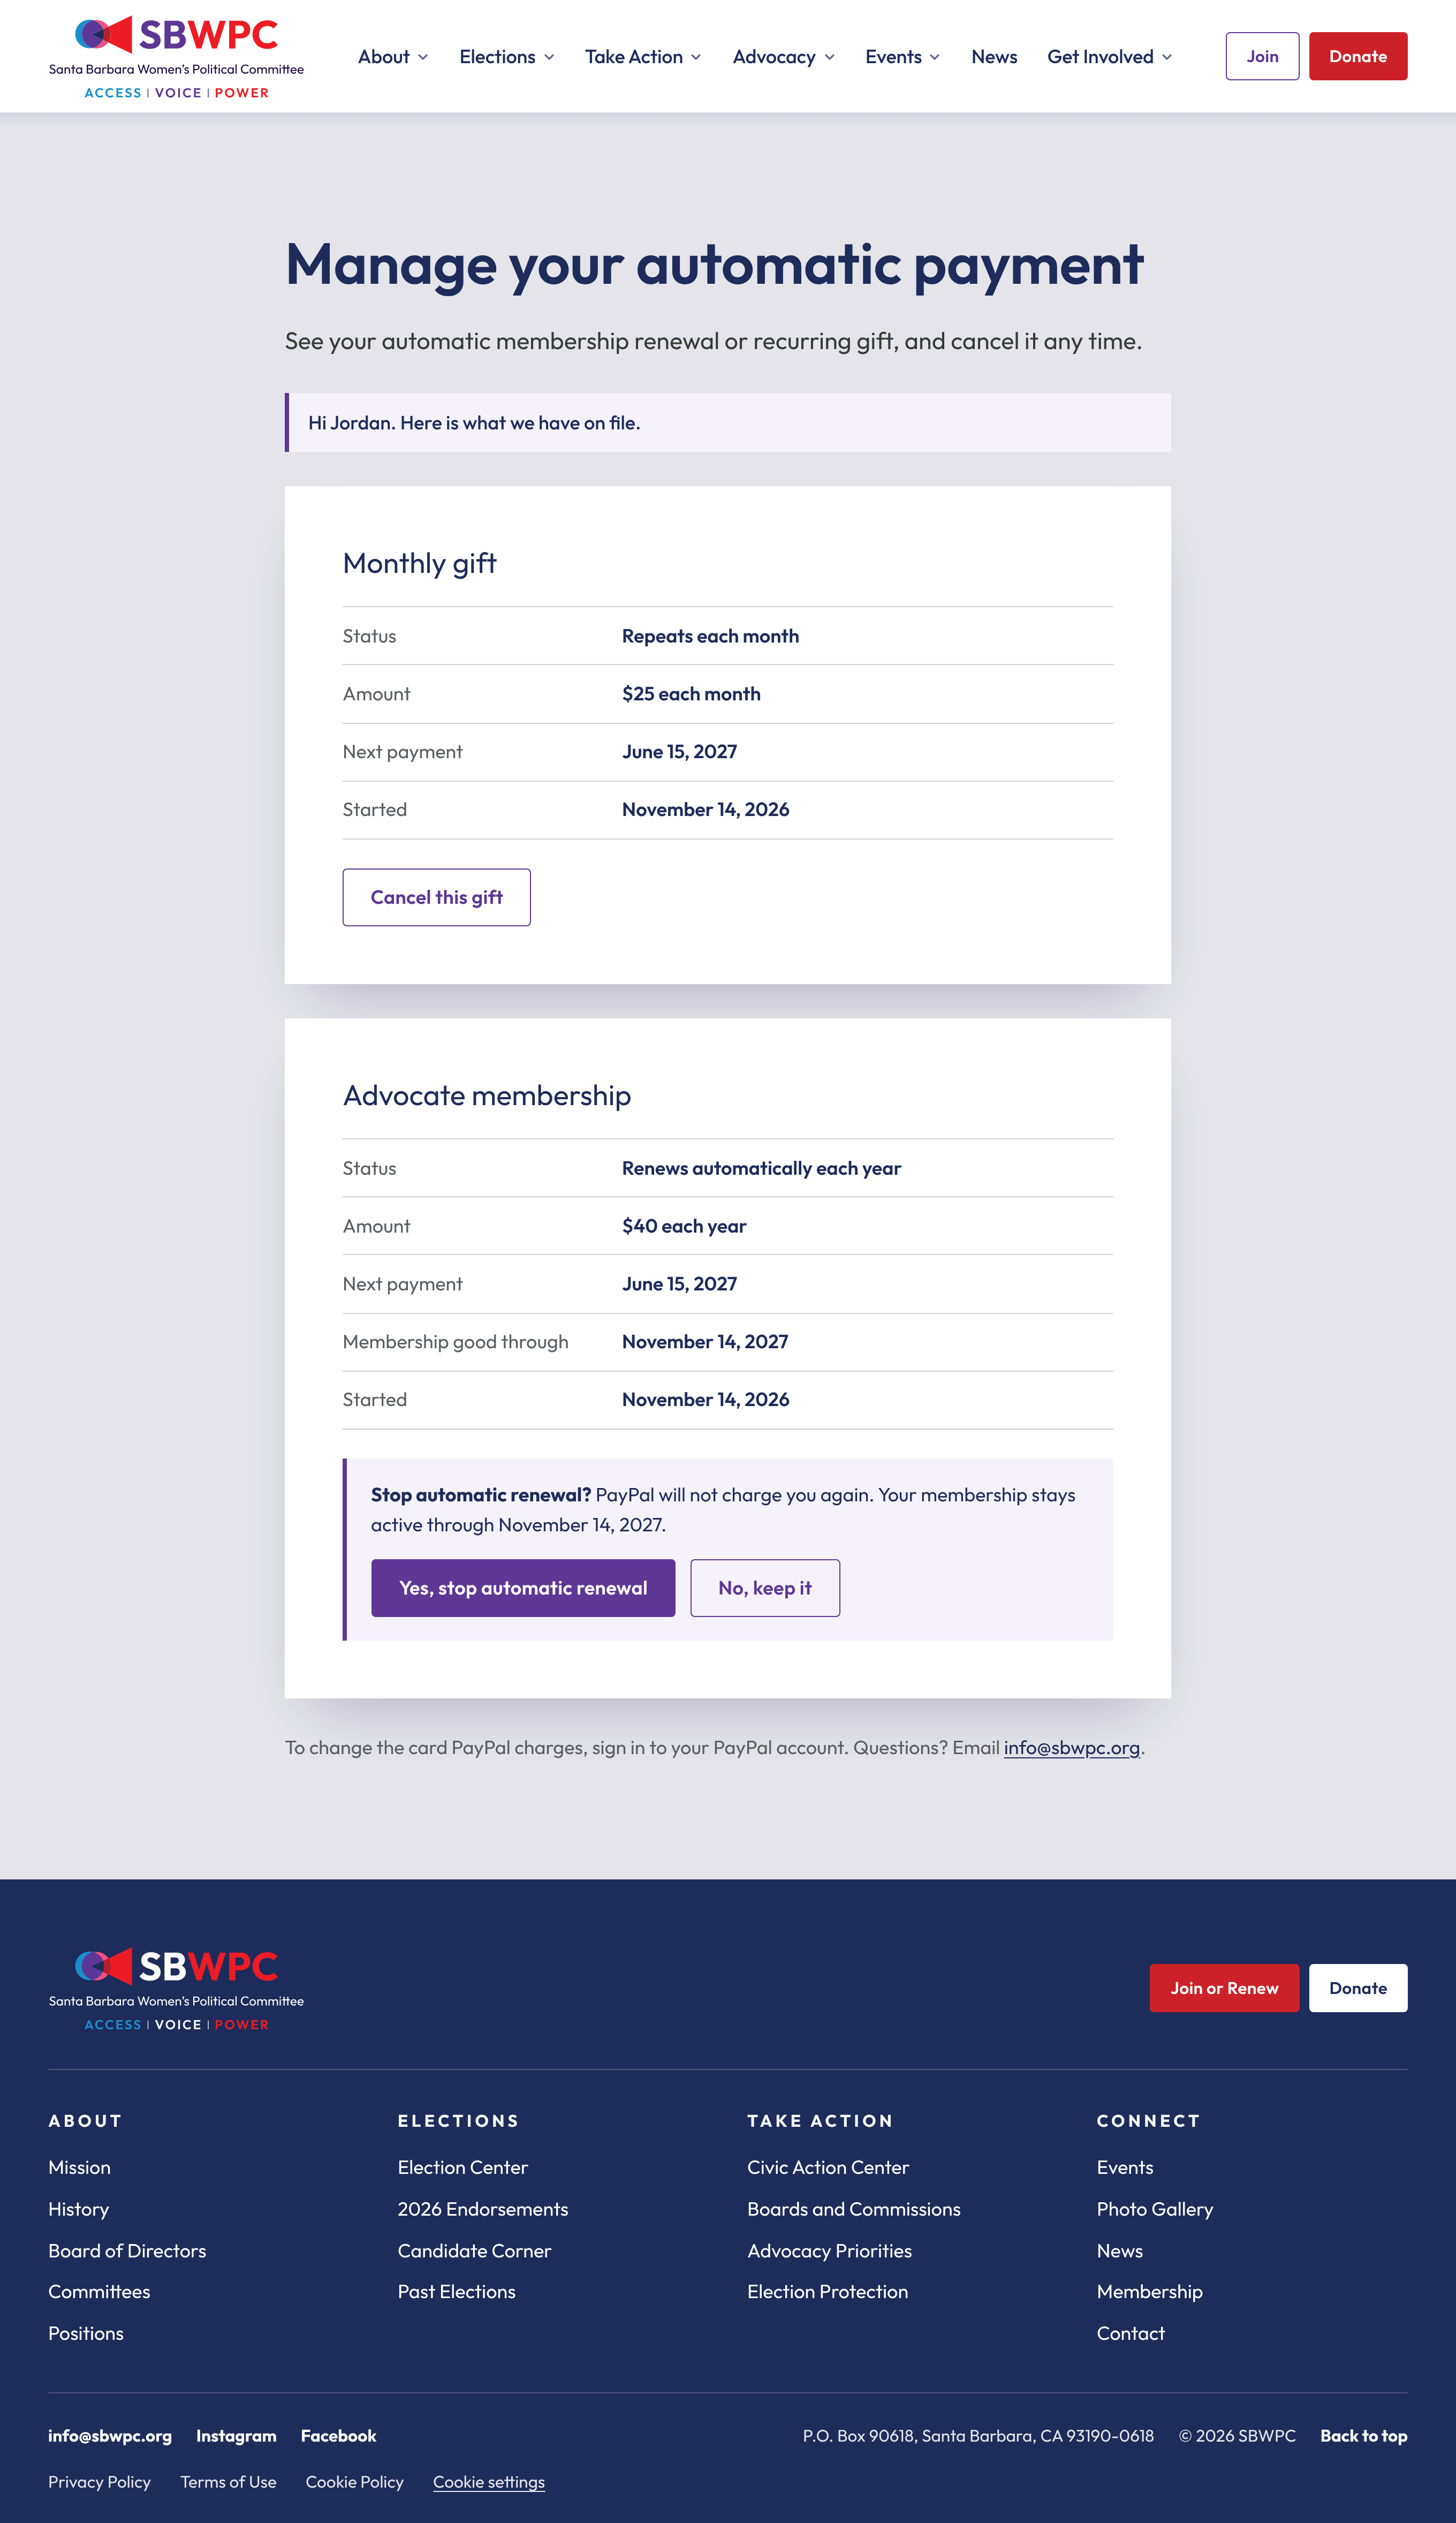 SBWPC
Santa Barbara Women's Political Committee
ACCESS | VOICE | POWER
About
Elections
Take Action
Advocacy
Events
News
Get Involved
Join
Donate
Manage your automatic payment
See your automatic membership renewal or recurring gift, and cancel it any time.
Hi Jordan. Here is what we have on file.
Monthly gift
Status Repeats each month
Amount $25 each month
Next payment June 15, 2027
Started November 14, 2026
Cancel this gift
Advocate membership
Status Renews automatically each year
Amount $40 each year
Next payment June 15, 2027
Membership good through November 14, 2027
Started November 14, 2026
Stop automatic renewal? PayPal will not charge you again. Your membership stays
active through November 14, 2027.
Yes, stop automatic renewal
No, keep it
To change the card PayPal charges, sign in to your PayPal account. Questions? Email info@sbwpc.org.
SBWPC
Santa Barbara Women's Political Committee
ACCESS | VOICE | POWER
Join or Renew
Donate
ABOUT
Mission
History
Board of Directors
Committees
Positions
ELECTIONS
Election Center
2026 Endorsements
Candidate Corner
Past Elections
TAKE ACTION
Civic Action Center
Boards and Commissions
Advocacy Priorities
Election Protection
CONNECT
Events
Photo Gallery
News
Membership
Contact
info@sbwpc.org Instagram Facebook
P.O. Box 90618, Santa Barbara, CA 93190-0618 © 2026 SBWPC Back to top
Privacy Policy Terms of Use Cookie Policy Cookie settings